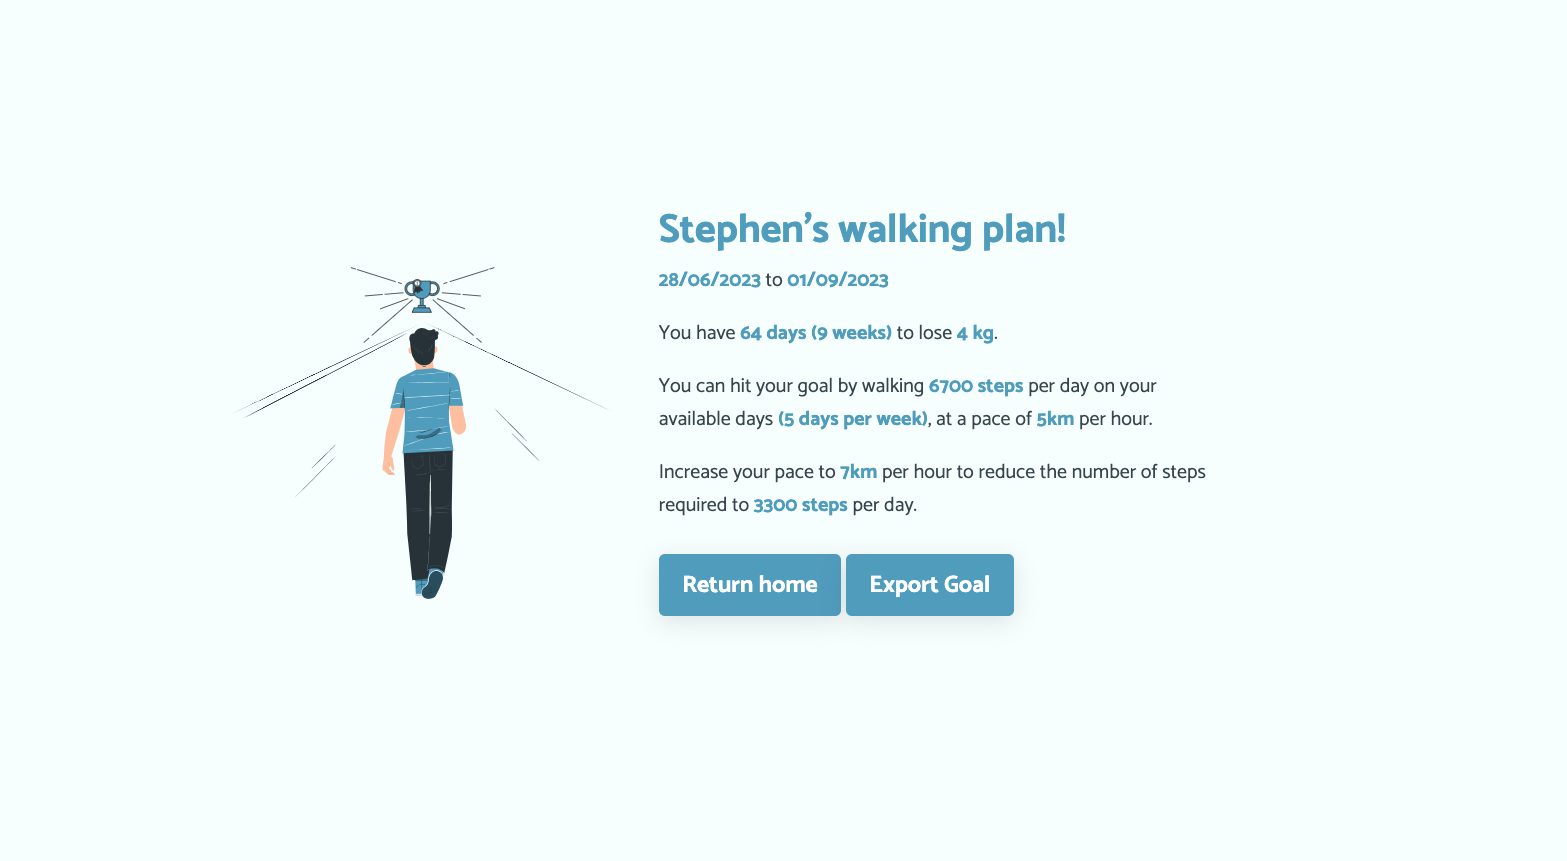 Stephen’s walking plan!
28/06/2023 to 01/09/2023
You have 64 days (9 weeks) to lose 4 kg.
You can hit your goal by walking 6700 steps per day on your
available days (5 days per week), at a pace of 5km per hour.
Increase your pace to 7km per hour to reduce the number of steps
required to 3300 steps per day.
Return home
Export Goal